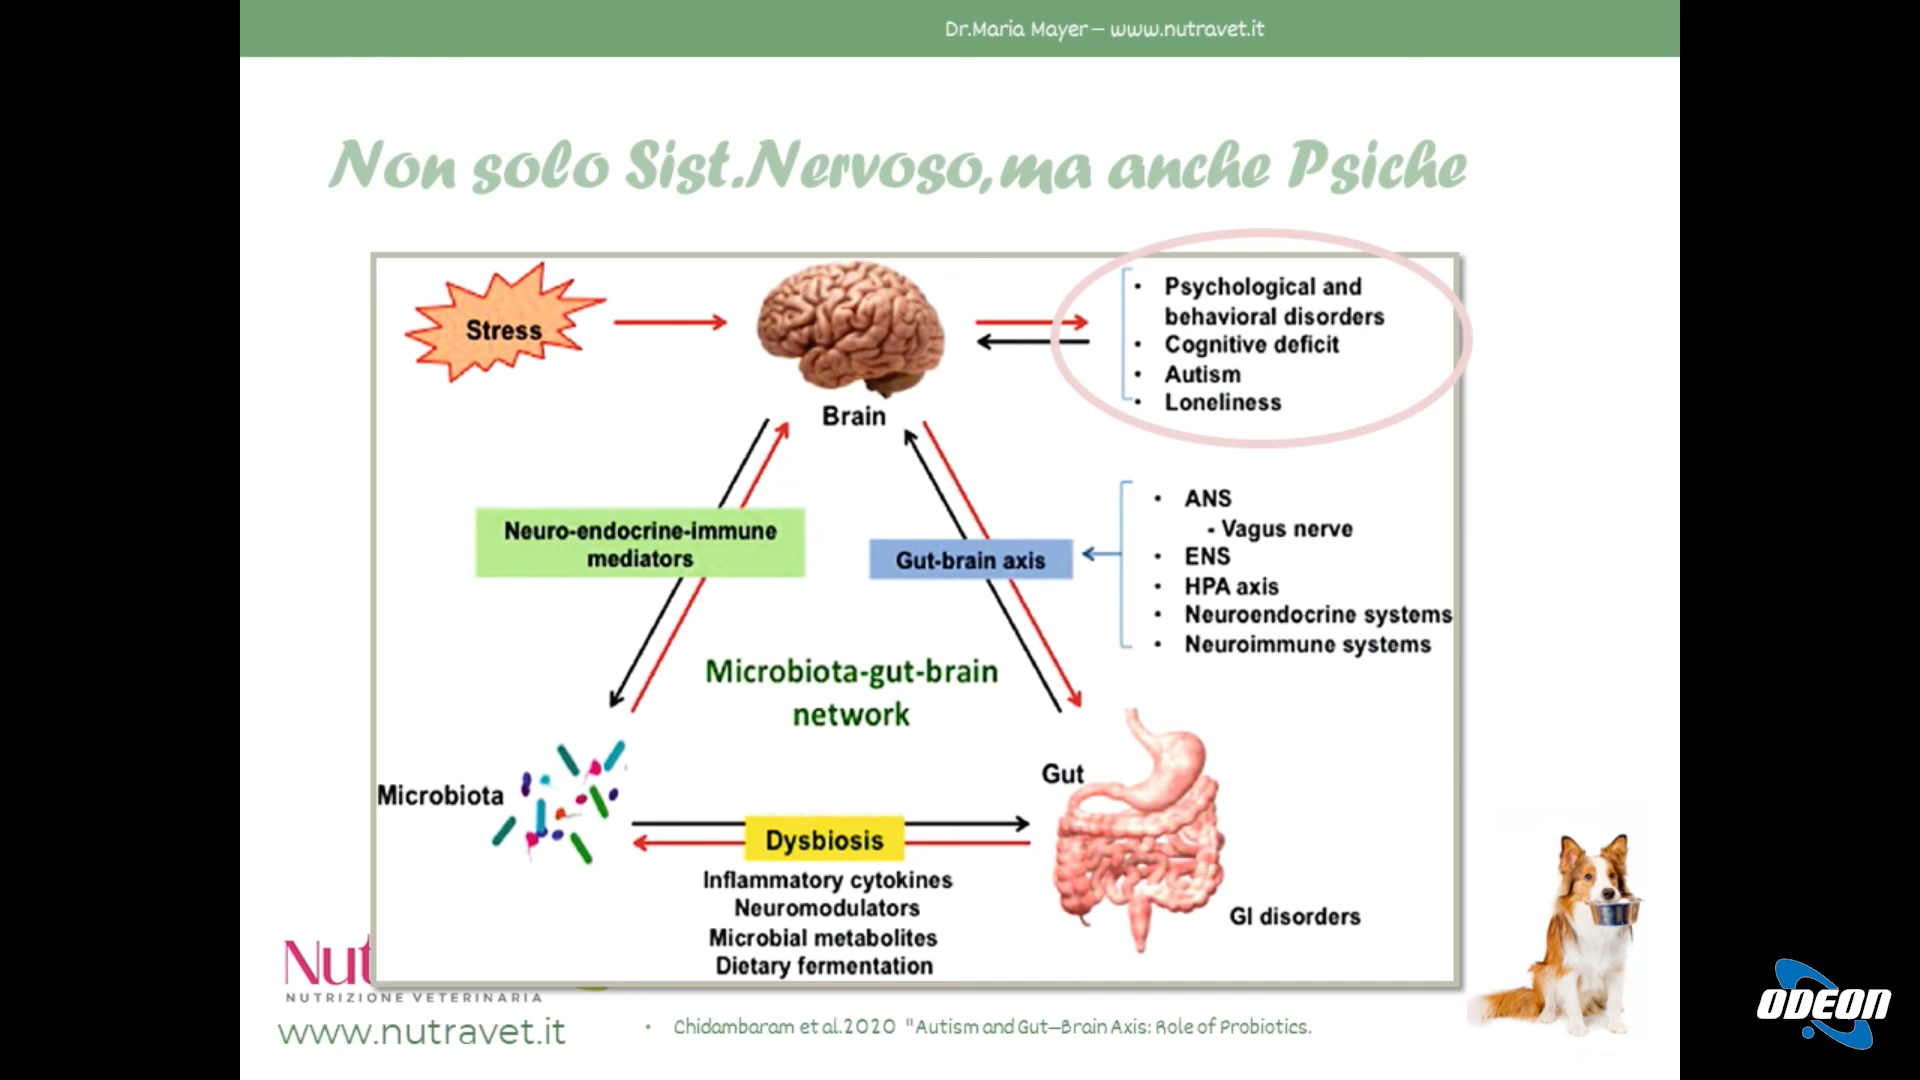 Dr.Maria Mayer – www.nutravet.it
Non solo Sist.Nervoso,ma anche Psiche
Stress
Brain
• Psychological and
behavioral disorders
• Cognitive deficit
• Autism
• Loneliness
Neuro-endocrine-immune
mediators
Gut-brain axis
• ANS
- Vagus nerve
• ENS
• HPA axis
• Neuroendocrine systems
• Neuroimmune systems
Microbiota-gut-brain
network
Microbiota
Gut
Dysbiosis
Inflammatory cytokines
Neuromodulators
Microbial metabolites
Dietary fermentation
GI disorders
Nut
NUTRIZIONE VETERINARIA
www.nutravet.it
• Chidambaram et al.2020 "Autism and Gut–Brain Axis: Role of Probiotics.
ODEON